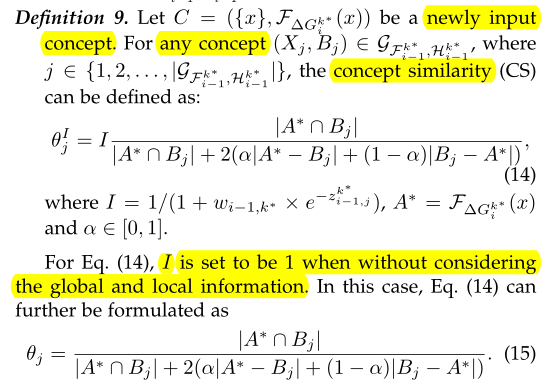 Definition 9. Let $C = (\{x\}, \mathcal{F}_{\Delta G_i^{k^*}}(x))$ be a newly input
concept. For any concept $(X_j, B_j) \in \mathcal{G}_{\mathcal{F}_{i-1}^{k^*}, \mathcal{H}_{i-1}^{k^*}}$, where
$j \in \{1, 2, \ldots, |\mathcal{G}_{\mathcal{F}_{i-1}^{k^*}, \mathcal{H}_{i-1}^{k^*}}|\}$, the concept similarity (CS)
can be defined as:
$\theta_j^I = I \frac{|A^* \cap B_j|}{|A^* \cap B_j| + 2(\alpha|A^* - B_j| + (1 - \alpha)|B_j - A^*|)},$
(14)
where $I = 1/(1 + w_{i-1,k^*} \times e^{-z_{i-1,j}^{k^*}})$, $A^* = \mathcal{F}_{\Delta G_i^{k^*}}(x)$
and $\alpha \in [0, 1]$.
For Eq. (14), $I$ is set to be 1 when without considering
the global and local information. In this case, Eq. (14) can
further be formulated as
$\theta_j = \frac{|A^* \cap B_j|}{|A^* \cap B_j| + 2(\alpha|A^* - B_j| + (1 - \alpha)|B_j - A^*|)}.$ (15)